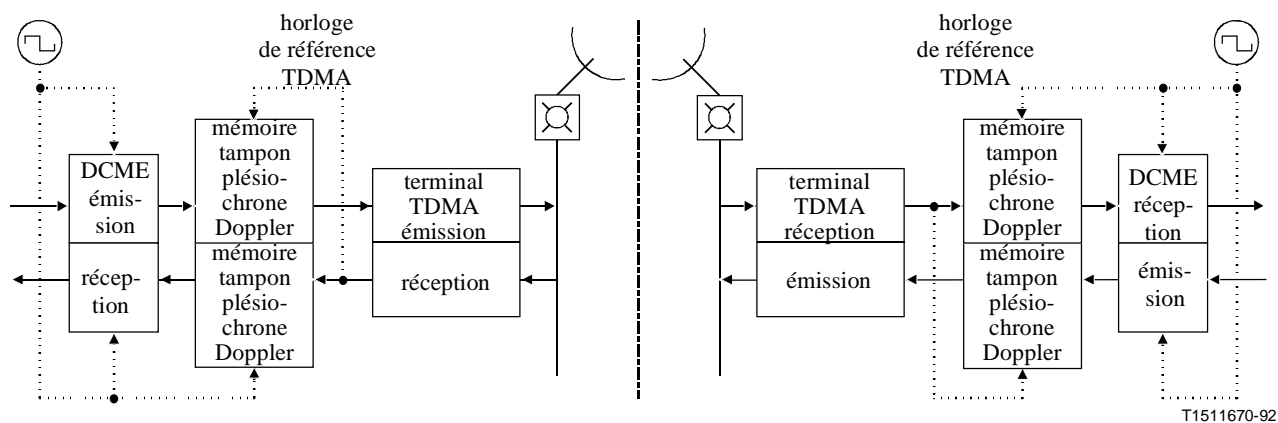 horloge
de référence
TDMA
DCME
émis-
sion
récep-
tion
mémoire
tampon
plésio-
chrone
Doppler
mémoire
tampon
plésio-
chrone
Doppler
terminal
TDMA
émission
réception
horloge
de référence
TDMA
terminal
TDMA
réception
émission
mémoire
tampon
plésio-
chrone
Doppler
mémoire
tampon
plésio-
chrone
Doppler
DCME
récep-
tion
émis-
sion
T1511670-92